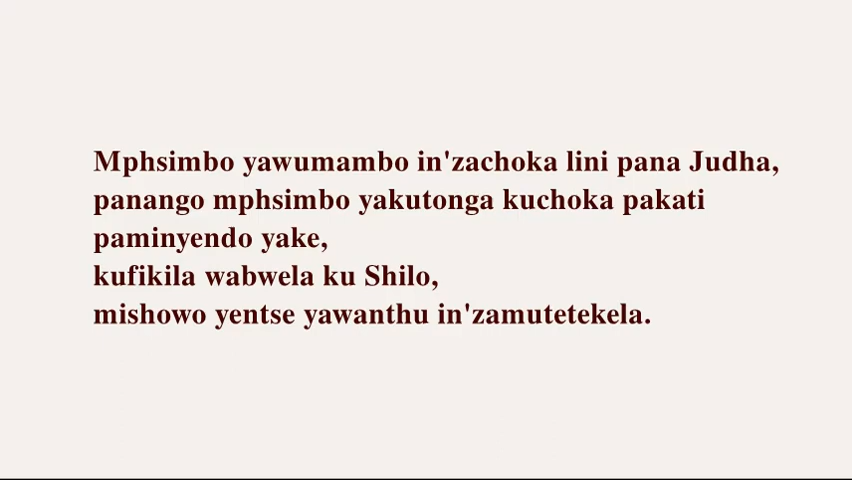 Mphsimbo yawumambo in'zachoka lini pana Judha,
panango mphsimbo yakutonga kuchoka pakati
paminyendo yake,
kufikila wabwela ku Shilo,
mishowo yentse yawanthu in'zamutetekela.